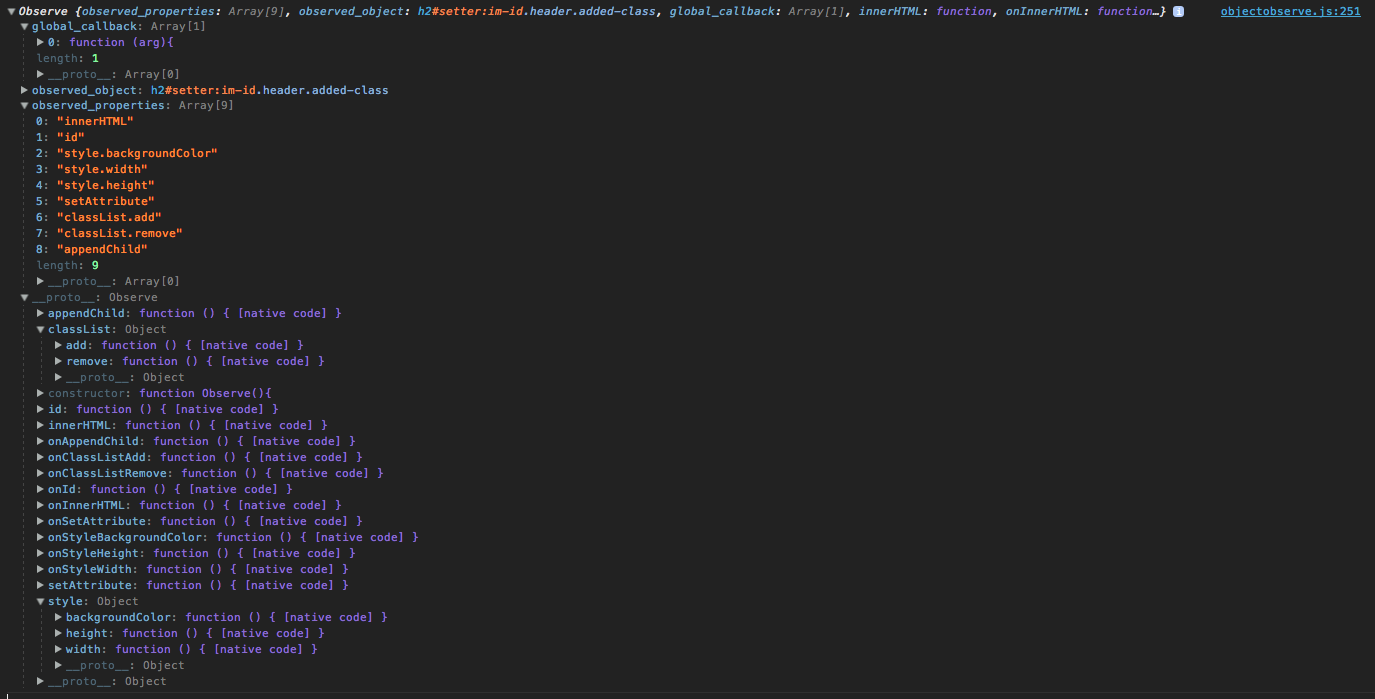 Observe {observed_properties: Array[9], observed_object: h2#setter:im-id.header.added-class, global_callback: Array[1], innerHTML: function, onInnerHTML: function…} i objectobserve.js:251
global_callback: Array[1]
0: function (arg){
length: 1
__proto__: Array[0]
observed_object: h2#setter:im-id.header.added-class
observed_properties: Array[9]
0: "innerHTML"
1: "id"
2: "style.backgroundColor"
3: "style.width"
4: "style.height"
5: "setAttribute"
6: "classList.add"
7: "classList.remove"
8: "appendChild"
length: 9
__proto__: Array[0]
__proto__: Observe
appendChild: function () { [native code] }
classList: Object
add: function () { [native code] }
remove: function () { [native code] }
__proto__: Object
constructor: function Observe(){
id: function () { [native code] }
innerHTML: function () { [native code] }
onAppendChild: function () { [native code] }
onClassListAdd: function () { [native code] }
onClassListRemove: function () { [native code] }
onId: function () { [native code] }
onInnerHTML: function () { [native code] }
onSetAttribute: function () { [native code] }
onStyleBackgroundColor: function () { [native code] }
onStyleHeight: function () { [native code] }
onStyleWidth: function () { [native code] }
setAttribute: function () { [native code] }
style: Object
backgroundColor: function () { [native code] }
height: function () { [native code] }
width: function () { [native code] }
__proto__: Object
__proto__: Object